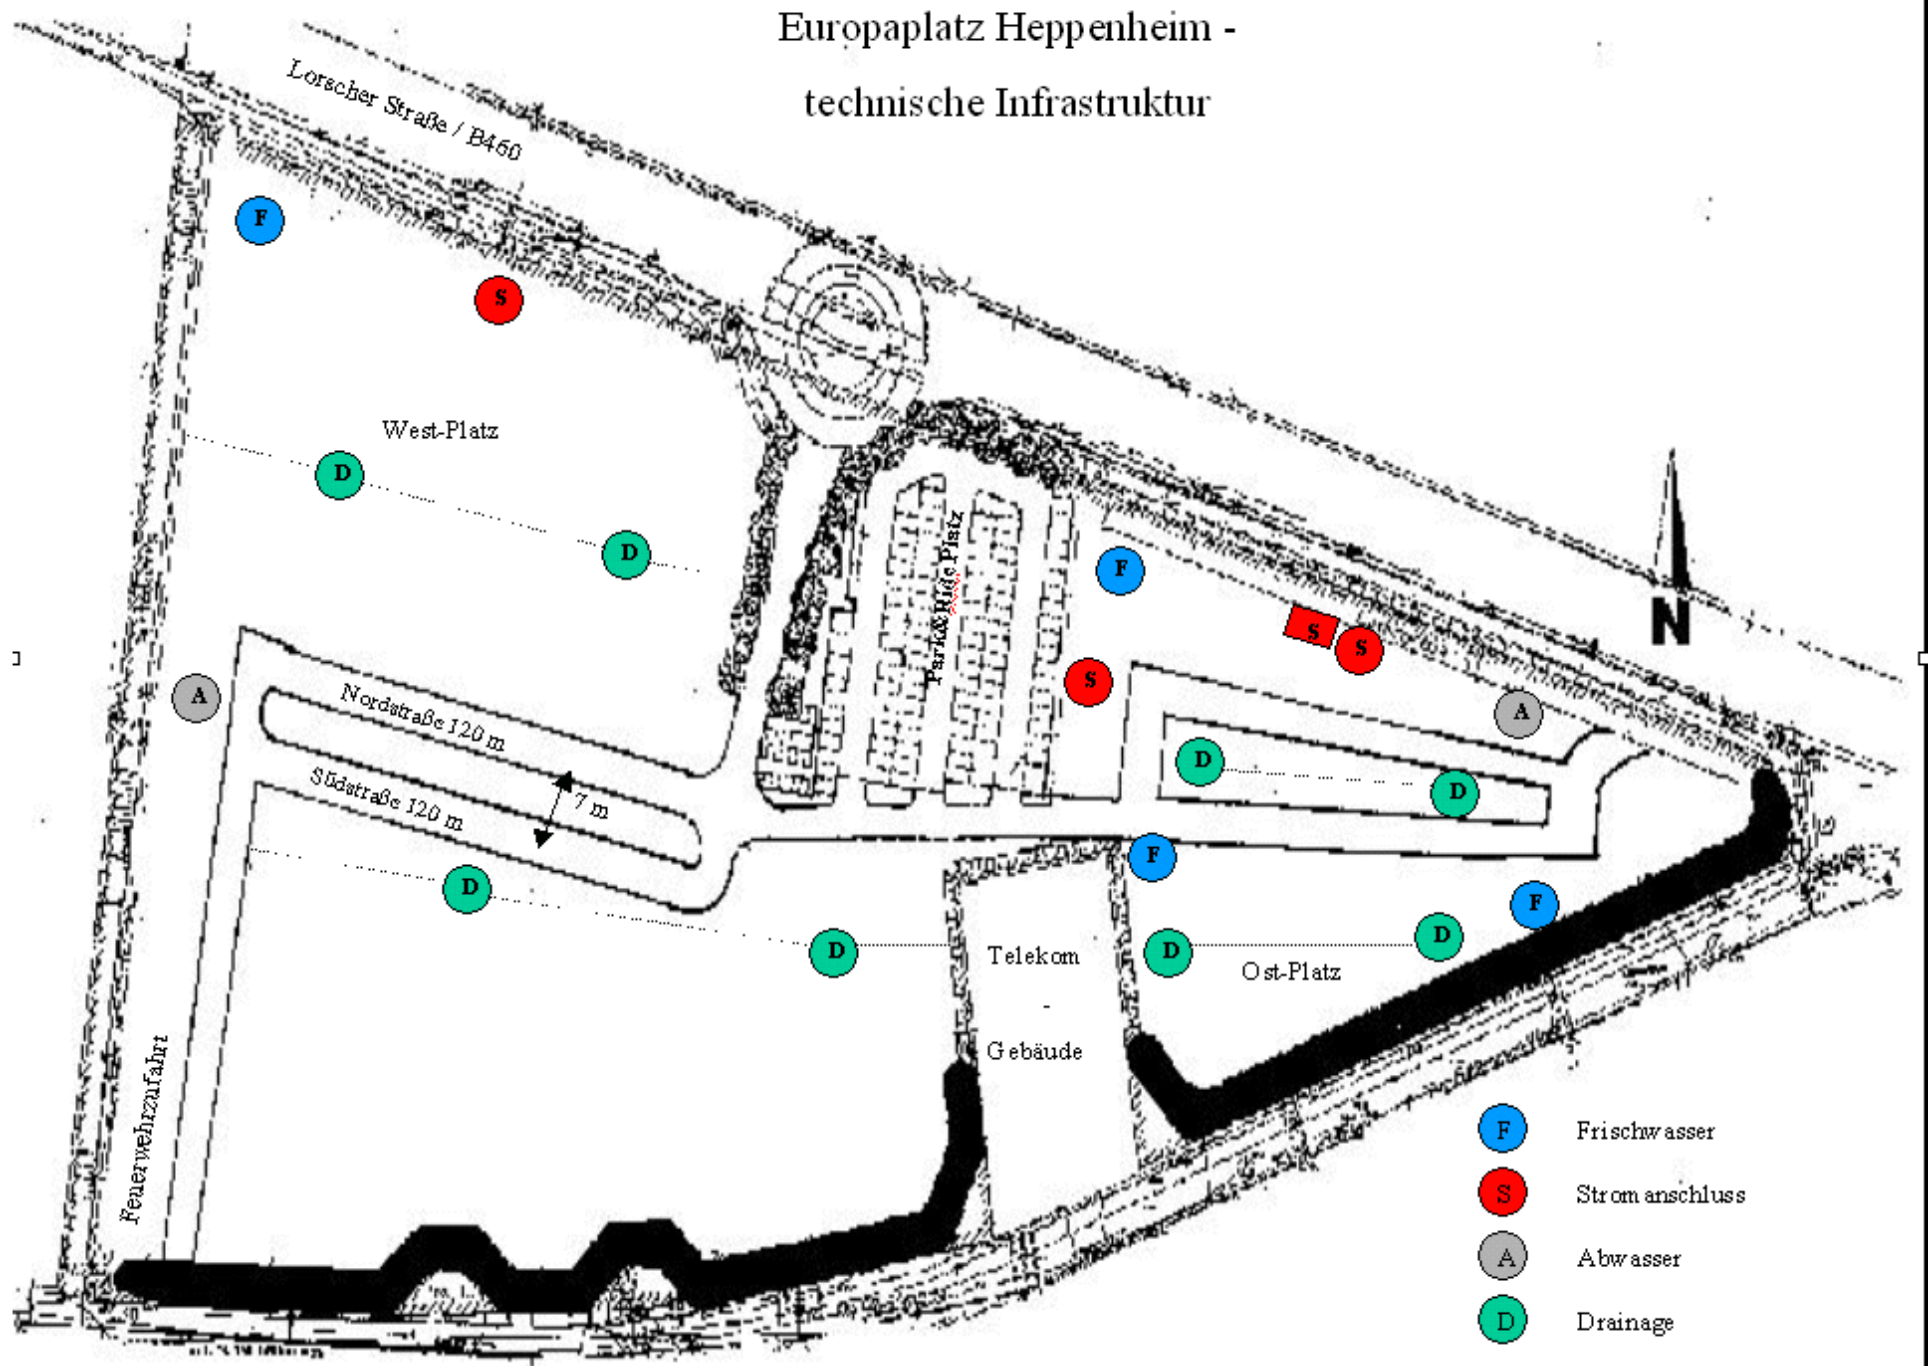 Europaplatz Heppenheim -
technische Infrastruktur
Lorscher Straße / B460
F
S
West-Platz
D
D
Park&Ride Platz
F
S
S
S
N
A
A
Nordstraße 120 m
Südstraße 120 m
7 m
D
D
F
F
D
D
D
D
Telekom
-
Gebäude
Ost-Platz
Feuerwehrzufahrt
F Frischwasser
S Stromanschluss
A Abwasser
D Drainage